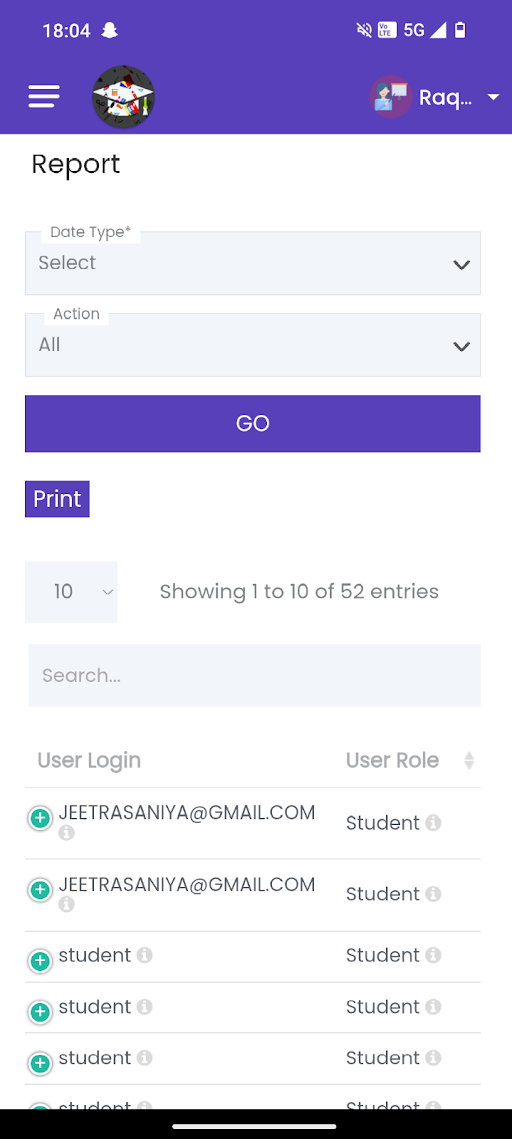 18:04
Vo LTE 5G
Raq...
Report
Date Type*
Select
Action
All
GO
Print
10
Showing 1 to 10 of 52 entries
Search...
User Login User Role
JEETRASANIYA@GMAIL.COM
Student
JEETRASANIYA@GMAIL.COM
Student
student Student
student Student
student Student
student Student